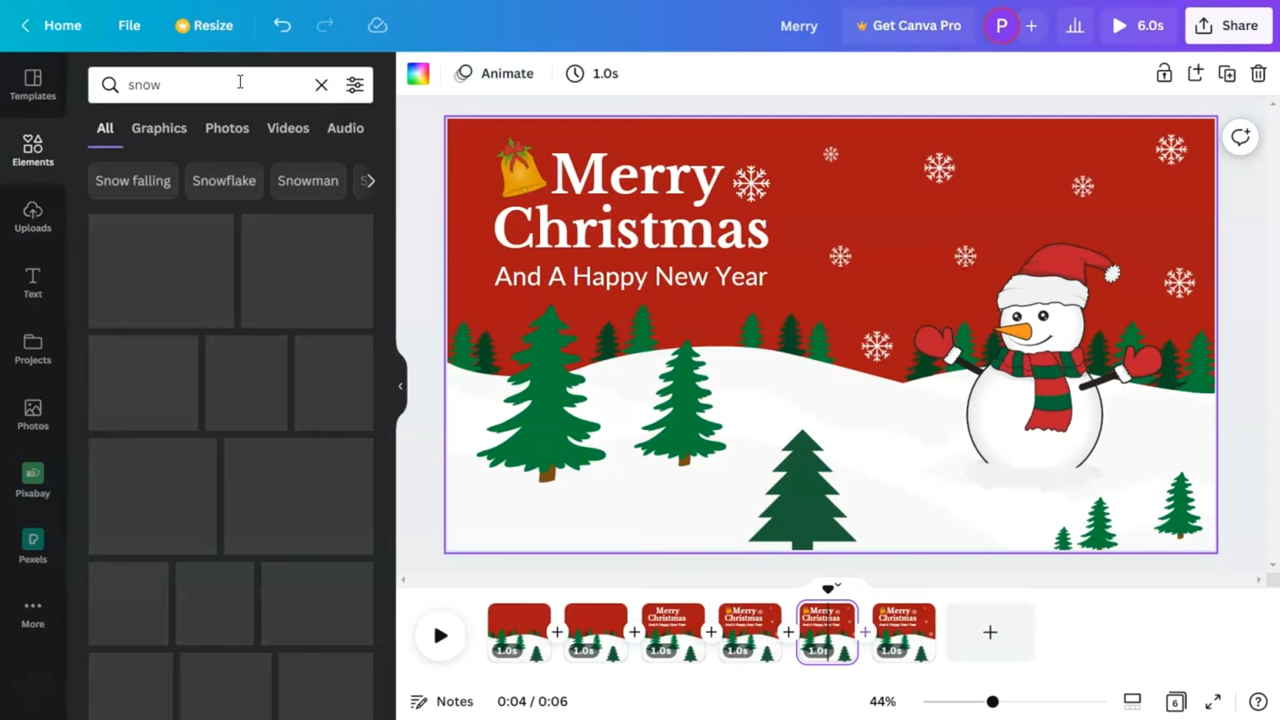 Home File Resize Merry Get Canva Pro P 6.0s Share
Templates
Elements
Uploads
Text
Projects
Photos
Pixabay
Pexels
More
snow
All Graphics Photos Videos Audio
Snow falling Snowflake Snowman
Animate 1.0s
Merry
Christmas
And A Happy New Year
1.0s 1.0s 1.0s 1.0s 1.0s 1.0s
Notes 0:04 / 0:06 44% 6